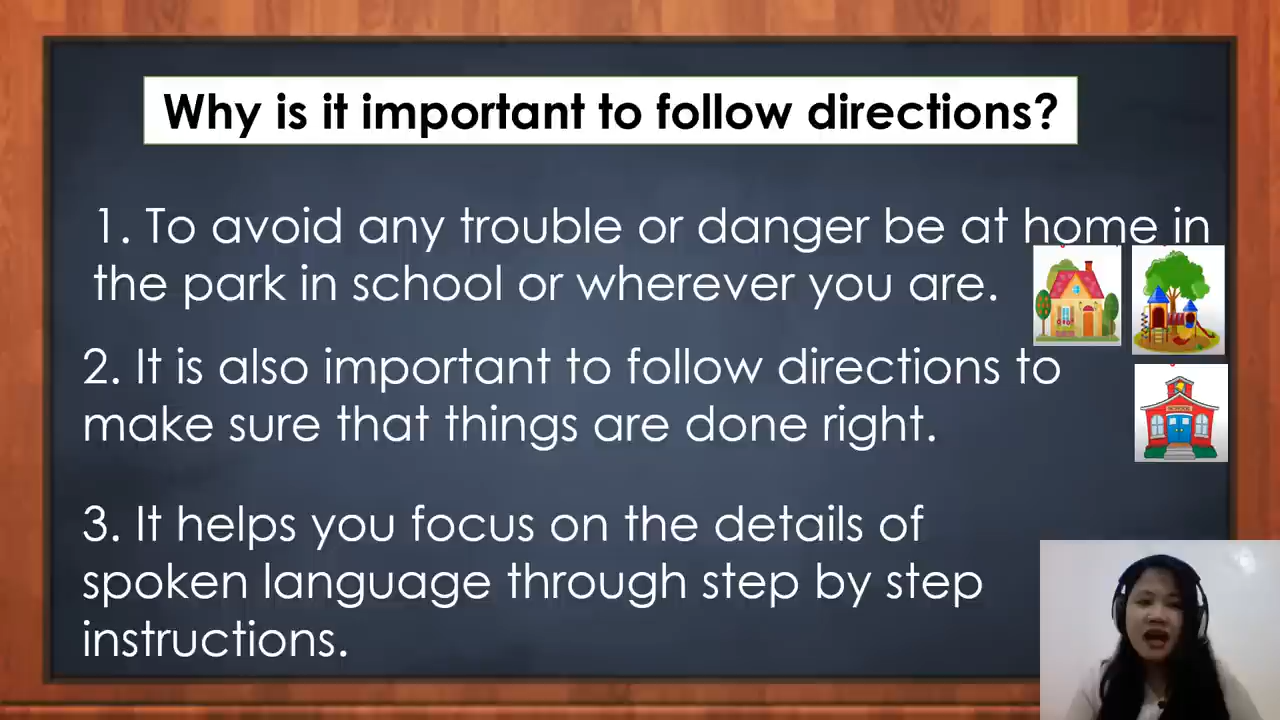 Why is it important to follow directions?
1. To avoid any trouble or danger be at home in
the park in school or wherever you are.
2. It is also important to follow directions to
make sure that things are done right.
SCHOOL
3. It helps you focus on the details of
spoken language through step by step
instructions.